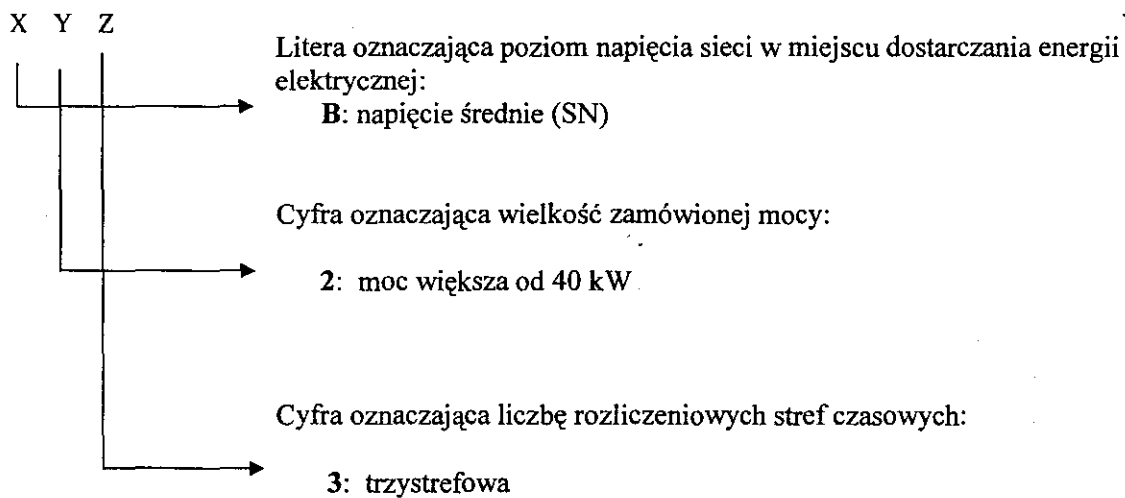 X Y Z
Litera oznaczająca poziom napięcia sieci w miejscu dostarczania energii
elektrycznej:
B: napięcie średnie (SN)
Cyfra oznaczająca wielkość zamówionej mocy:
2: moc większa od 40 kW
Cyfra oznaczająca liczbę rozliczeniowych stref czasowych:
3: trzystrefowa